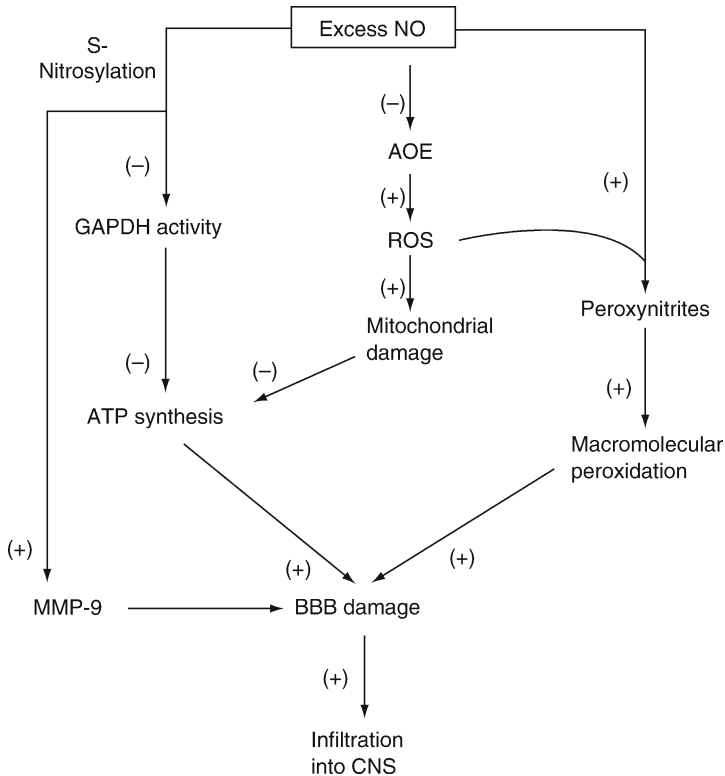 Excess NO
S-
Nitrosylation
(–)
AOE
(–)
(+)
(+)
GAPDH activity
ROS
(+)
Peroxynitrites
Mitochondrial
damage
(–)
(–)
(+)
ATP synthesis
Macromolecular
peroxidation
(+)
(+)
(+)
MMP-9
BBB damage
(+)
Infiltration
into CNS